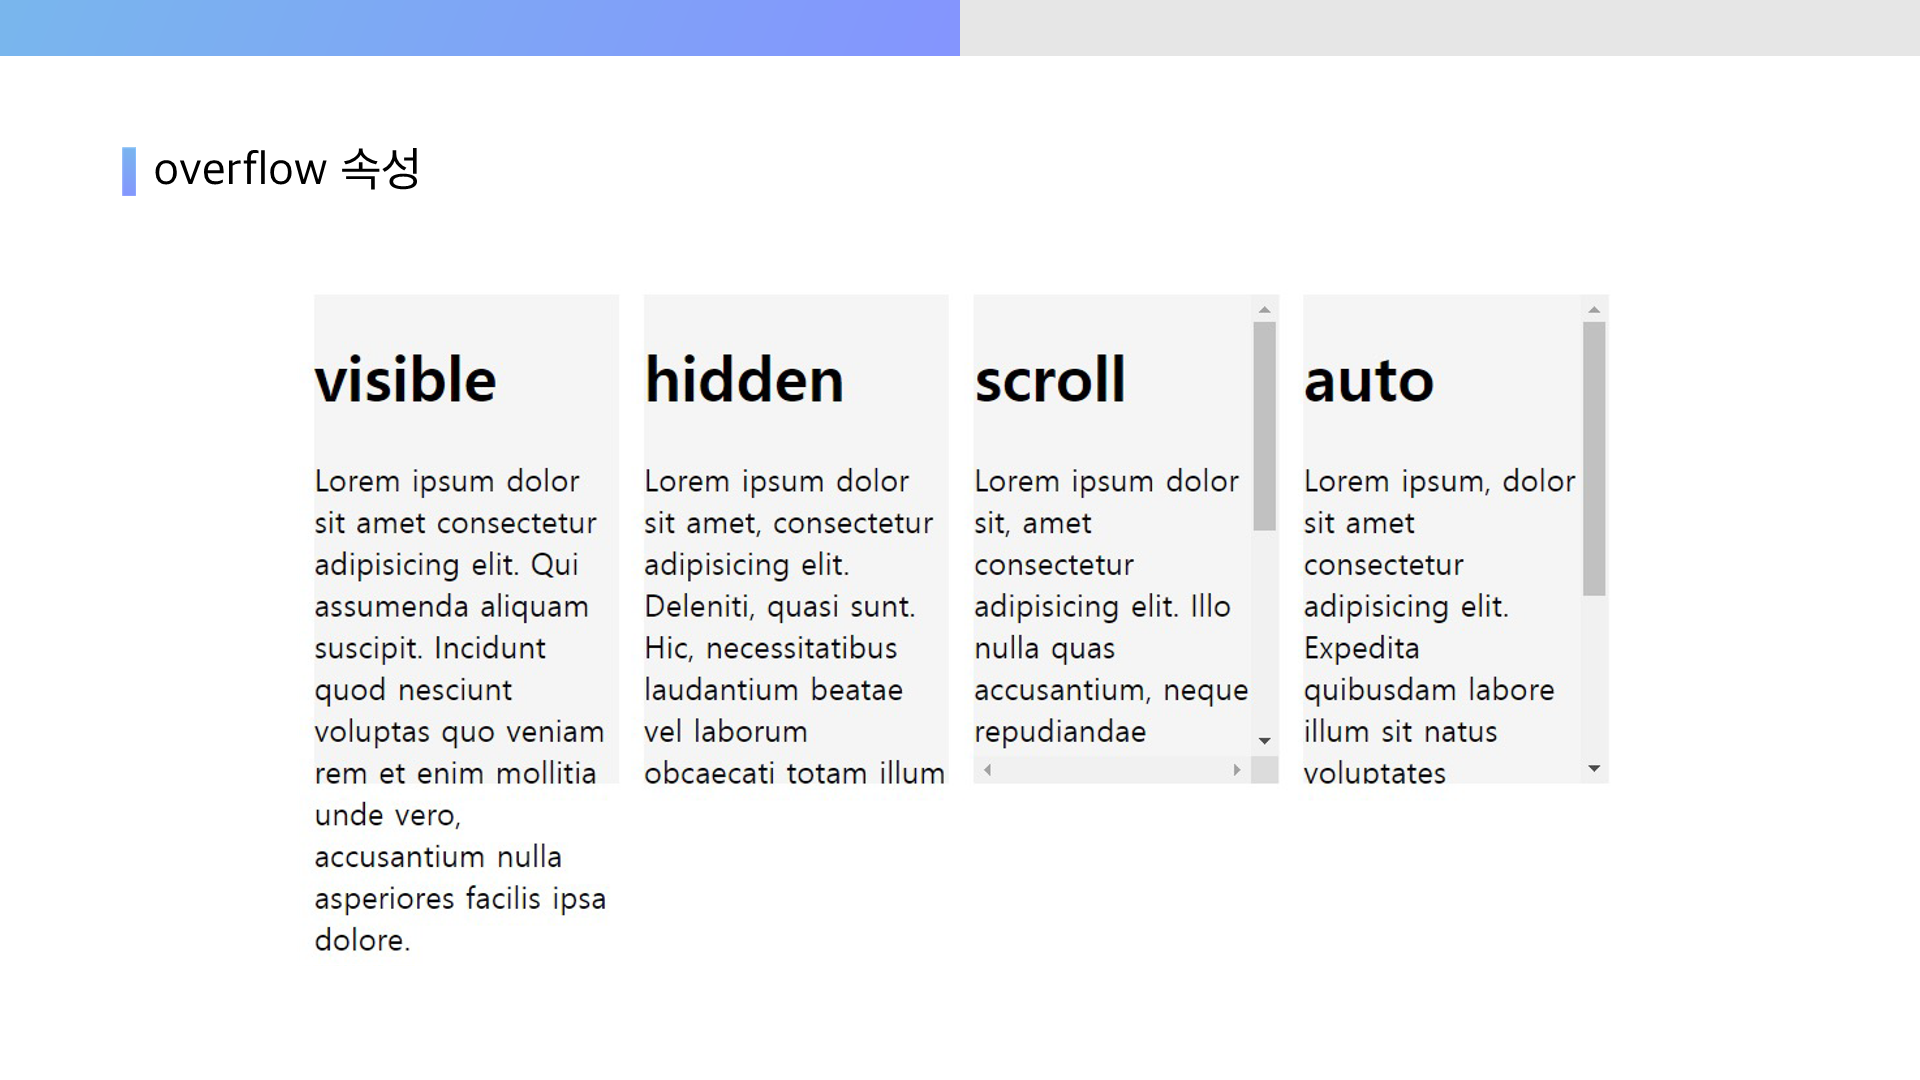 overflow 속성
visible
Lorem ipsum dolor
sit amet consectetur
adipisicing elit. Qui
assumenda aliquam
suscipit. Incidunt
quod nesciunt
voluptas quo veniam
rem et enim mollitia
unde vero,
accusantium nulla
asperiores facilis ipsa
dolore.
hidden
Lorem ipsum dolor
sit amet, consectetur
adipisicing elit.
Deleniti, quasi sunt.
Hic, necessitatibus
laudantium beatae
vel laborum
obcaecati totam illum
scroll
Lorem ipsum dolor
sit, amet
consectetur
adipisicing elit. Illo
nulla quas
accusantium, neque
repudiandae
auto
Lorem ipsum, dolor
sit amet
consectetur
adipisicing elit.
Expedita
quibusdam labore
illum sit natus
voluptates